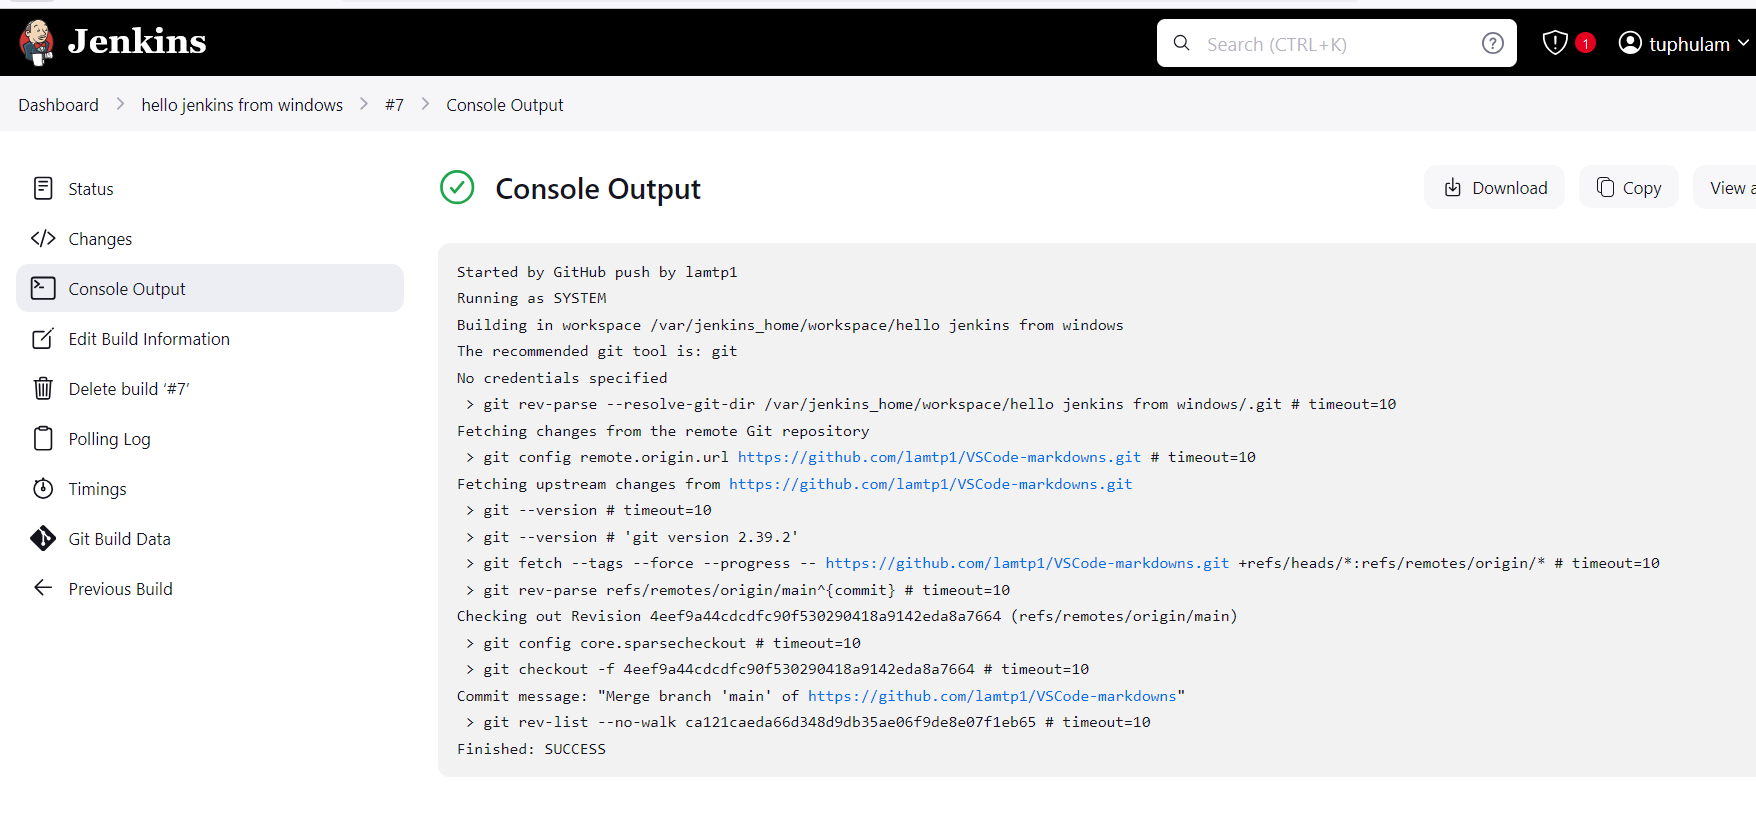 Jenkins
Search (CTRL+K)
1
tuphulam
Dashboard > hello jenkins from windows > #7 > Console Output
Status
Changes
Console Output
Edit Build Information
Delete build ‘#7’
Polling Log
Timings
Git Build Data
Previous Build
Console Output
Download
Copy
View a
Started by GitHub push by lamtp1
Running as SYSTEM
Building in workspace /var/jenkins_home/workspace/hello jenkins from windows
The recommended git tool is: git
No credentials specified
> git rev-parse --resolve-git-dir /var/jenkins_home/workspace/hello jenkins from windows/.git # timeout=10
Fetching changes from the remote Git repository
> git config remote.origin.url https://github.com/lamtp1/VSCode-markdowns.git # timeout=10
Fetching upstream changes from https://github.com/lamtp1/VSCode-markdowns.git
> git --version # timeout=10
> git --version # 'git version 2.39.2'
> git fetch --tags --force --progress -- https://github.com/lamtp1/VSCode-markdowns.git +refs/heads/*:refs/remotes/origin/* # timeout=10
> git rev-parse refs/remotes/origin/main^{commit} # timeout=10
Checking out Revision 4eef9a44cdcdfc90f530290418a9142eda8a7664 (refs/remotes/origin/main)
> git config core.sparsecheckout # timeout=10
> git checkout -f 4eef9a44cdcdfc90f530290418a9142eda8a7664 # timeout=10
Commit message: "Merge branch 'main' of https://github.com/lamtp1/VSCode-markdowns"
> git rev-list --no-walk ca121caeda66d348d9db35ae06f9de8e07f1eb65 # timeout=10
Finished: SUCCESS